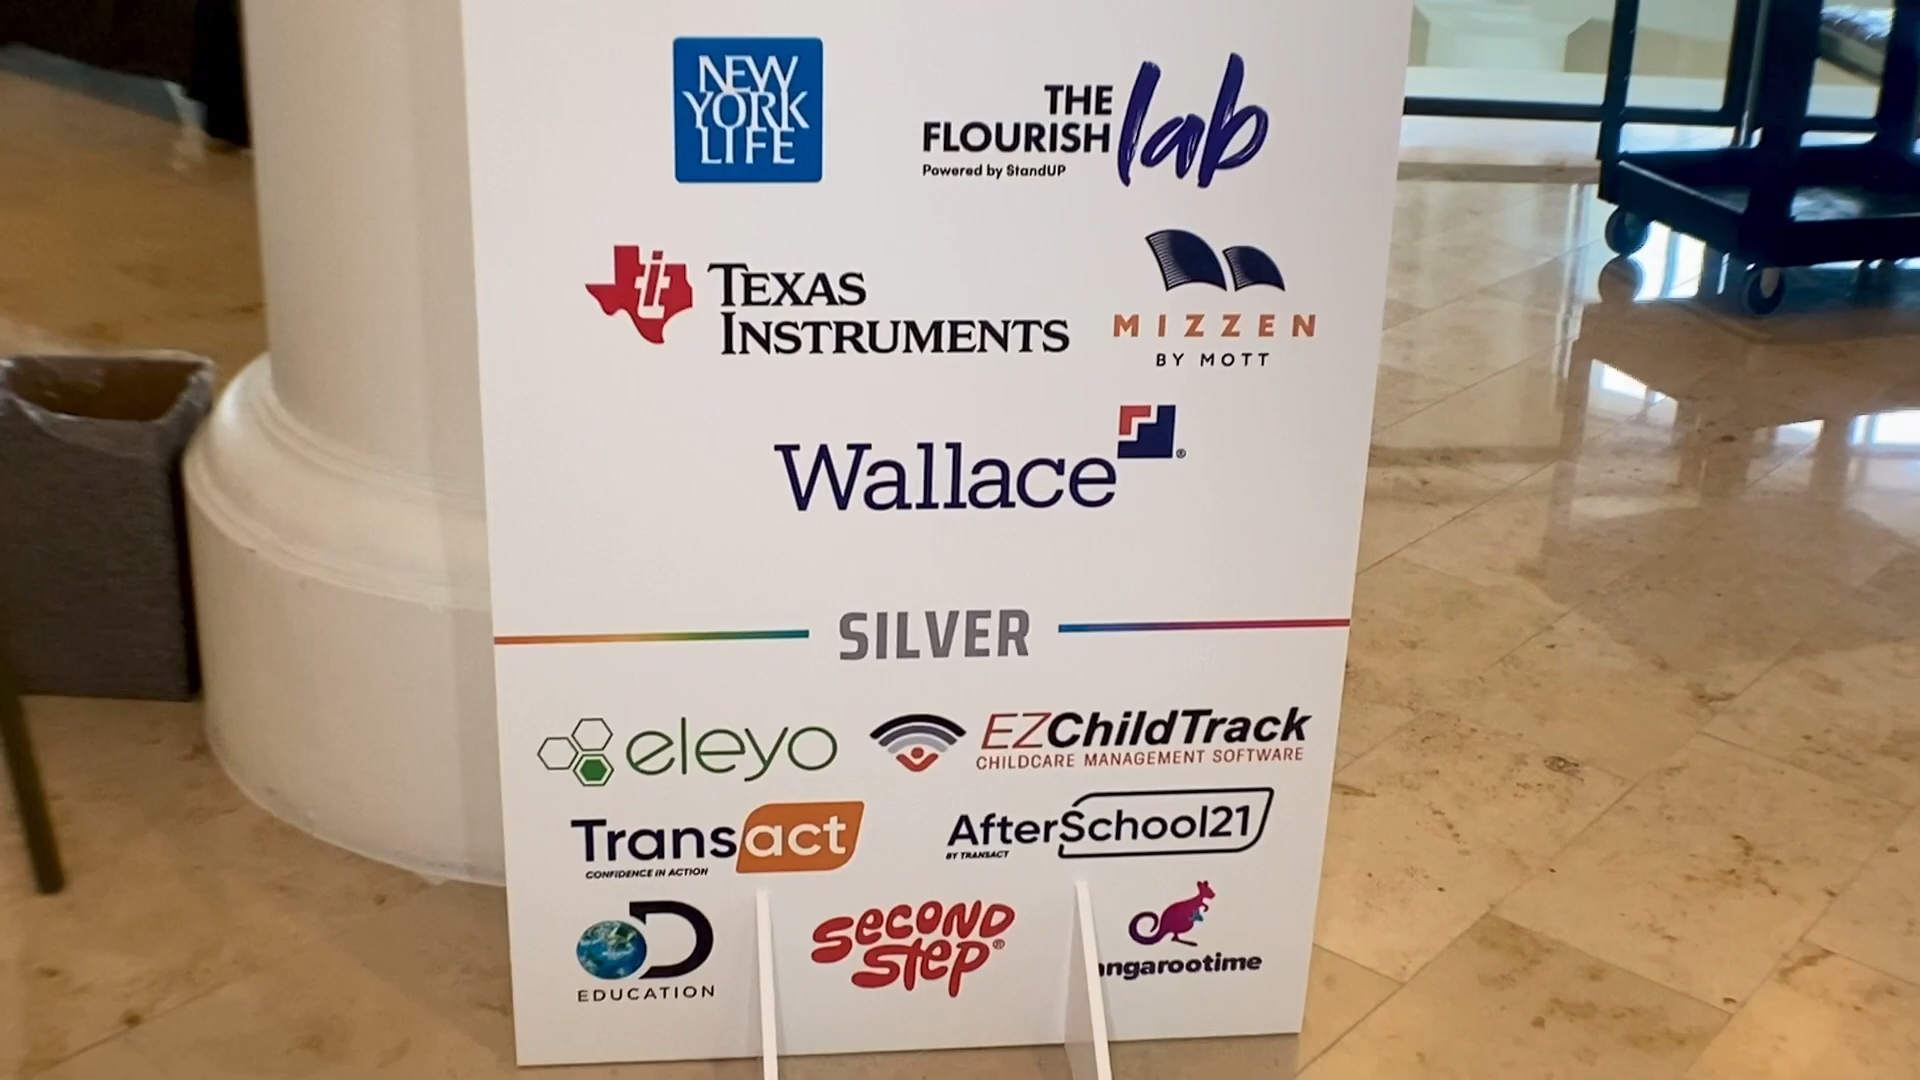 NEW
YORK
LIFE
THE
FLOURISH lab
Powered by StandUP
TEXAS
INSTRUMENTS
MIZZEN
BY MOTT
Wallace®
SILVER
eleyo
EZChildTrack
CHILDCARE MANAGEMENT SOFTWARE
Transact
CONFIDENCE IN ACTION
AfterSchool21
BY TRANSACT
D
EDUCATION
SECOND
STEP®
angarootime